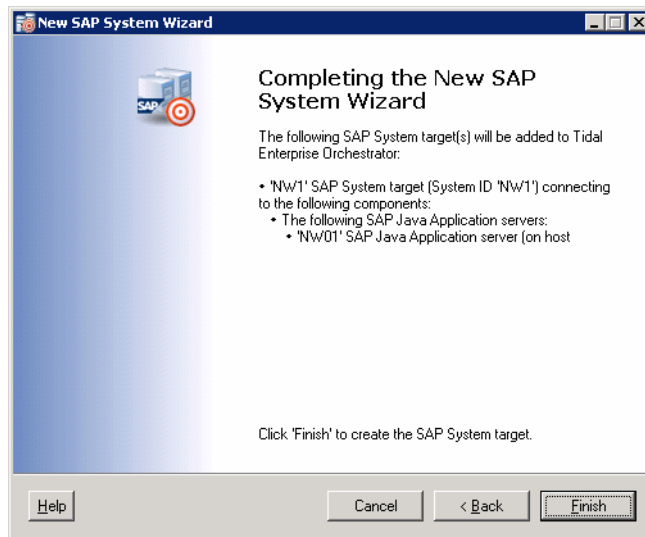 New SAP System Wizard
SAP
Completing the New SAP
System Wizard
The following SAP System target(s) will be added to Tidal
Enterprise Orchestrator:
• 'NW1' SAP System target (System ID 'NW1') connecting
to the following components:
• The following SAP Java Application servers:
• 'NW01' SAP Java Application server (on host
Click 'Finish' to create the SAP System target.
Help
Cancel
< Back
Finish